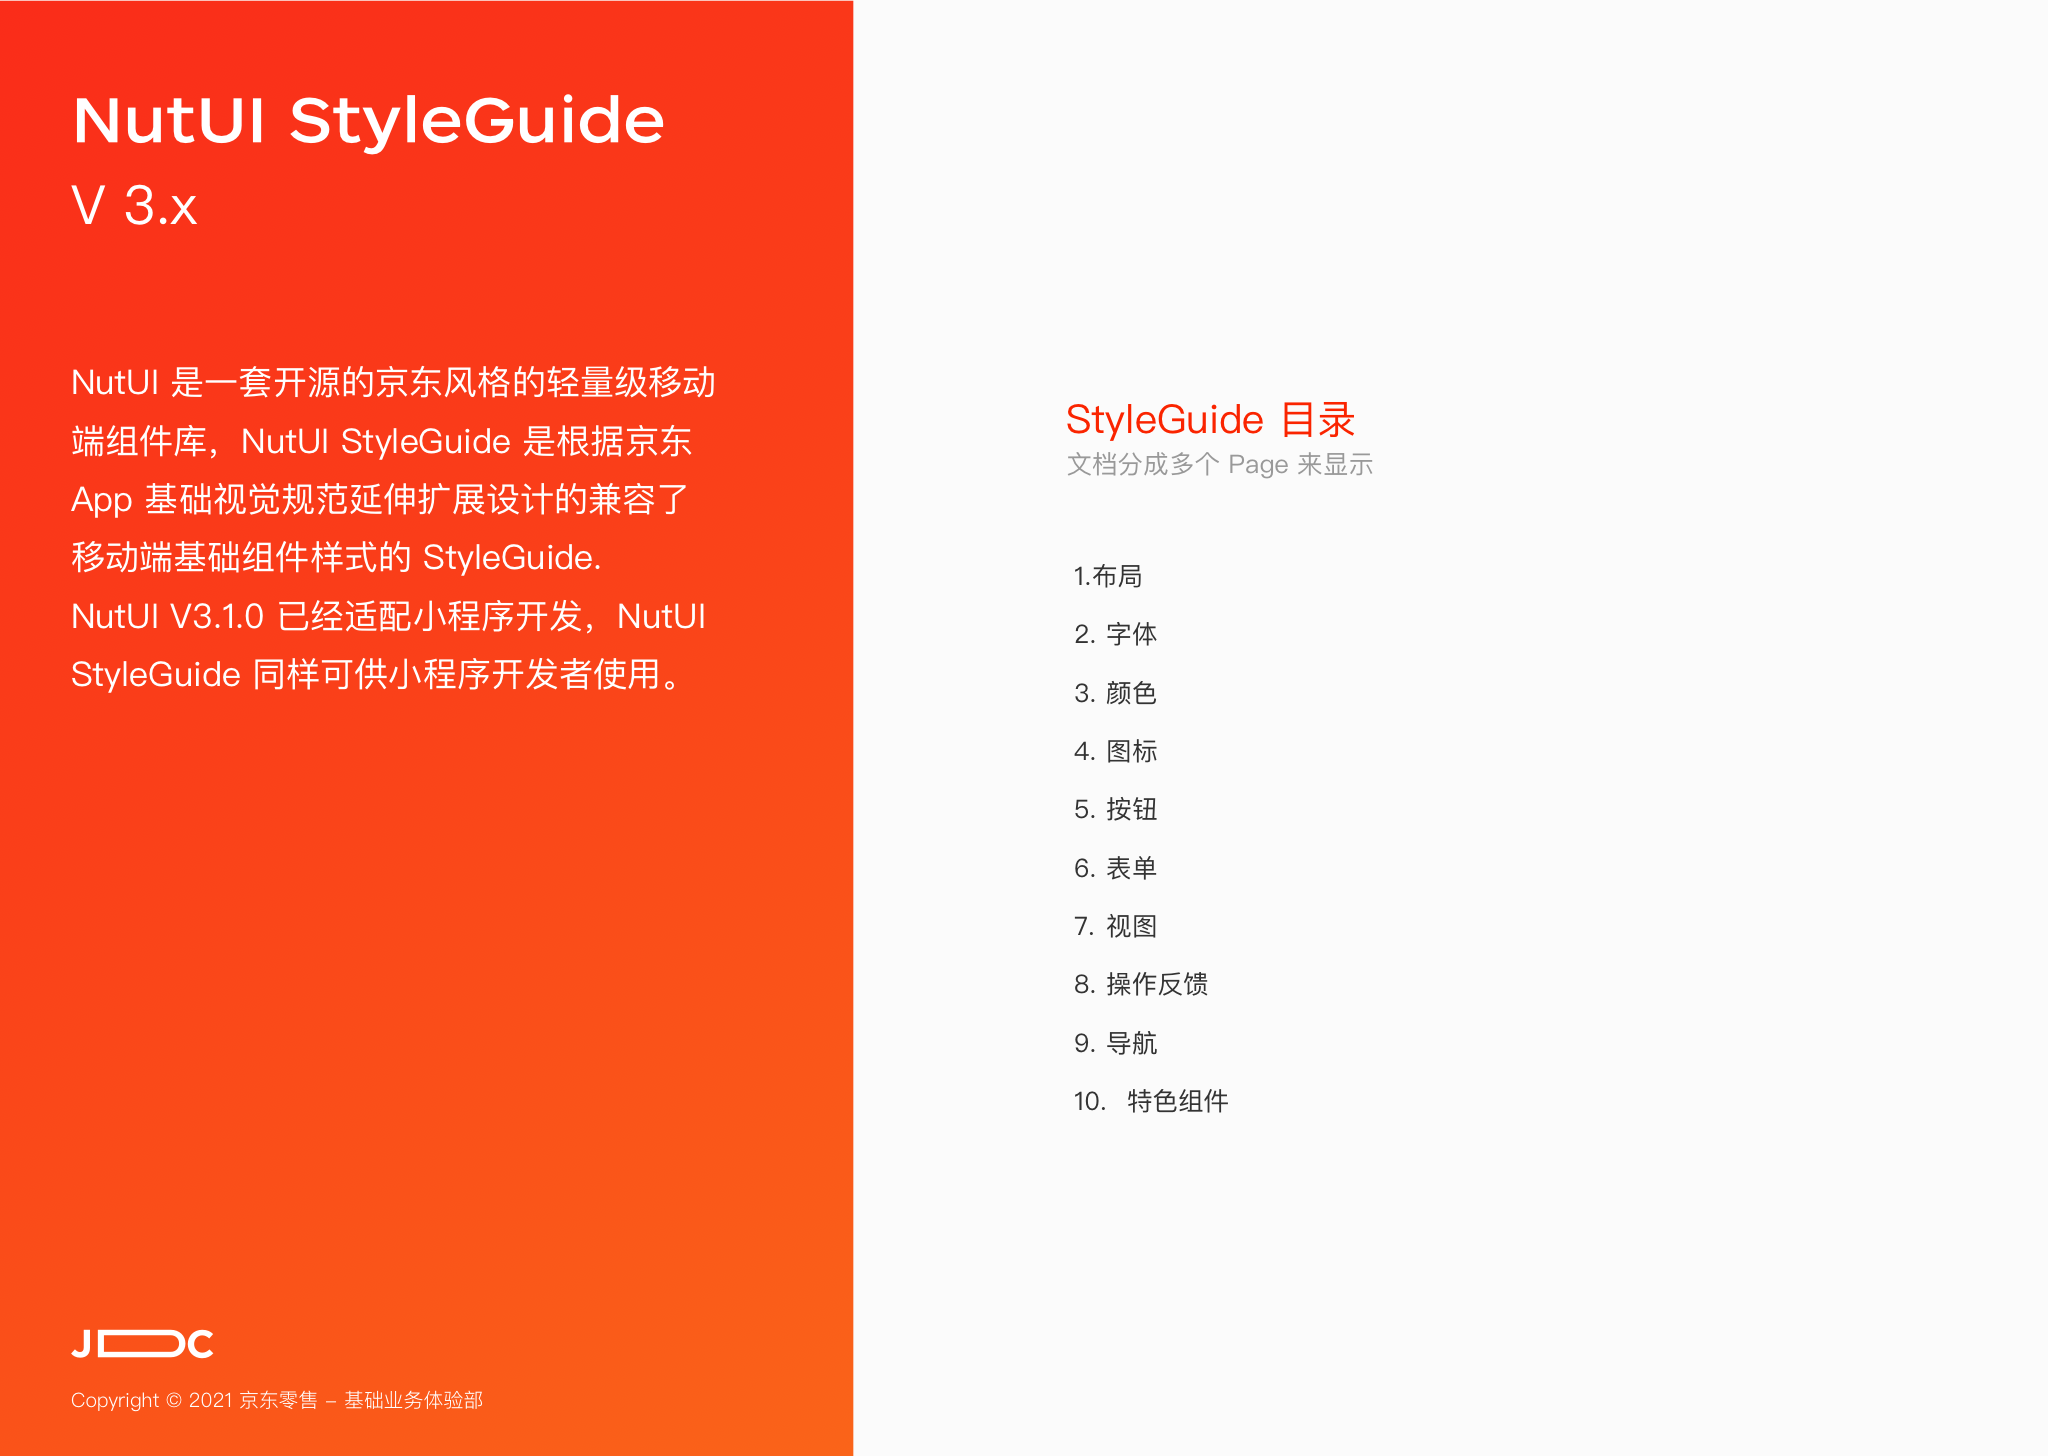 NutUI StyleGuide
V 3.x
NutUI 是一套开源的京东风格的轻量级移动
端组件库，NutUI StyleGuide 是根据京东
App 基础视觉规范延伸扩展设计的兼容了
移动端基础组件样式的 StyleGuide.
NutUI V3.1.0 已经适配小程序开发，NutUI
StyleGuide 同样可供小程序开发者使用。
JDC
Copyright © 2021 京东零售 – 基础业务体验部
StyleGuide 目录
文档分成多个 Page 来显示
1.布局
2. 字体
3. 颜色
4. 图标
5. 按钮
6. 表单
7. 视图
8. 操作反馈
9. 导航
10. 特色组件